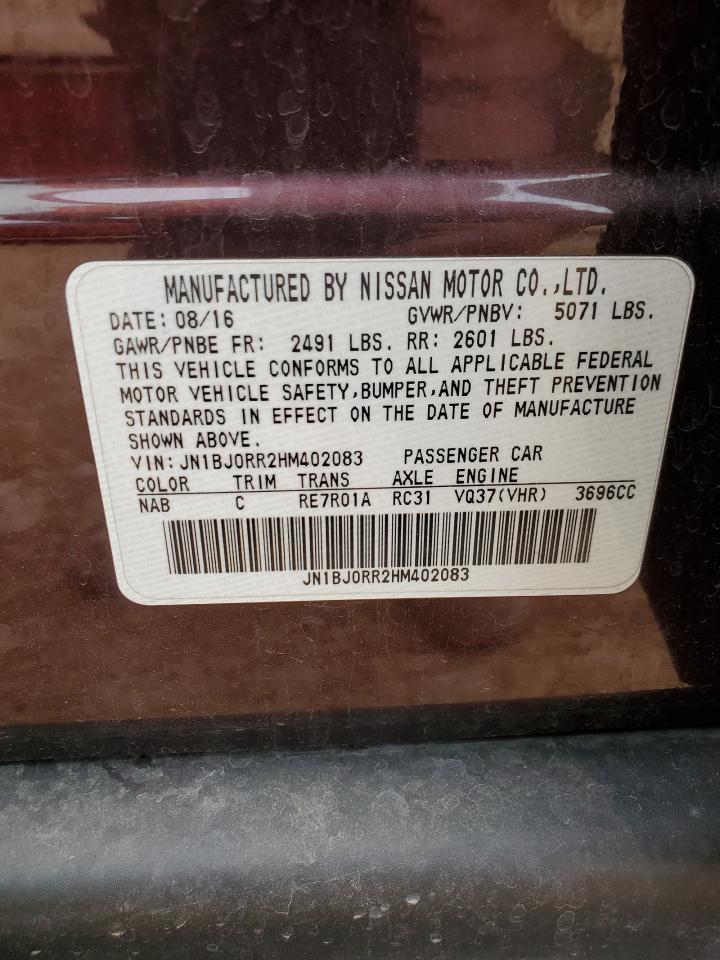 MANUFACTURED BY NISSAN MOTOR CO.,LTD.
DATE: 08/16 GVWR/PNBV: 5071 LBS.
GAWR/PNBE FR: 2491 LBS. RR: 2601 LBS.
THIS VEHICLE CONFORMS TO ALL APPLICABLE FEDERAL
MOTOR VEHICLE SAFETY,BUMPER,AND THEFT PREVENTION
STANDARDS IN EFFECT ON THE DATE OF MANUFACTURE
SHOWN ABOVE.
VIN: JN1BJ0RR2HM402083 PASSENGER CAR
COLOR TRIM TRANS AXLE ENGINE
NAB C RE7R01A RC31 VQ37(VHR) 3696CC
JN1BJ0RR2HM402083